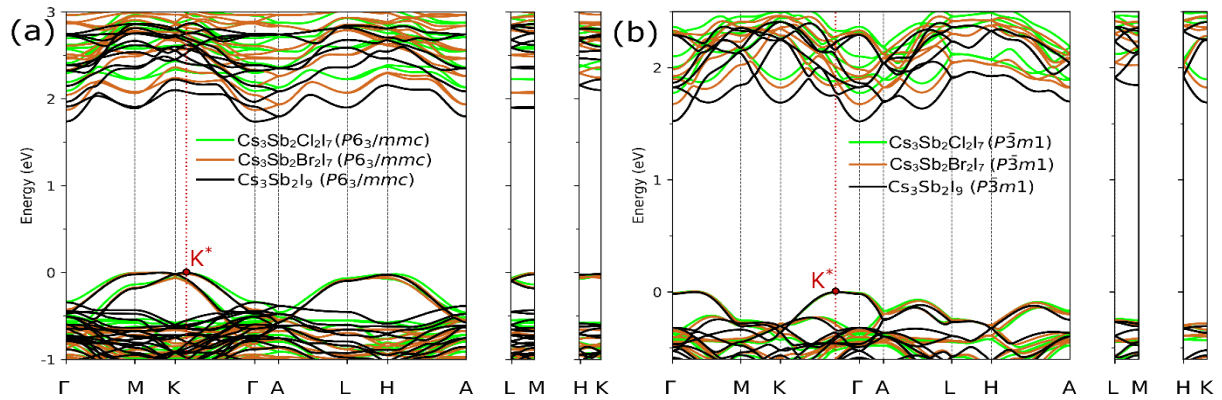 (a)
3
2
1
0
-1
Energy (eV)
Cs₃Sb₂Cl₂I₇ (P6₃/mmc)
Cs₃Sb₂Br₂I₇ (P6₃/mmc)
Cs₃Sb₂I₉ (P6₃/mmc)
K*
Γ M K Γ A L H A L M H K
(b)
2
1
0
Energy (eV)
Cs₃Sb₂Cl₂I₇ (P3̄m1)
Cs₃Sb₂Br₂I₇ (P3̄m1)
Cs₃Sb₂I₉ (P3̄m1)
K*
Γ M K Γ A L H A L M H K